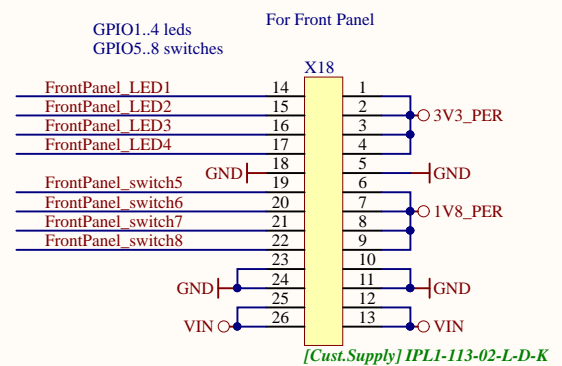 For Front Panel
GPIO1..4 leds
GPIO5..8 switches
X18
FrontPanel_LED1 14 1
FrontPanel_LED2 15 2 3V3_PER
FrontPanel_LED3 16 3
FrontPanel_LED4 17 4
GND 18 5 GND
FrontPanel_switch5 19 6
FrontPanel_switch6 20 7 1V8_PER
FrontPanel_switch7 21 8
FrontPanel_switch8 22 9
23 10
GND 24 11 GND
25 12
VIN 26 13 VIN
[Cust.Supply] IPL1-113-02-L-D-K